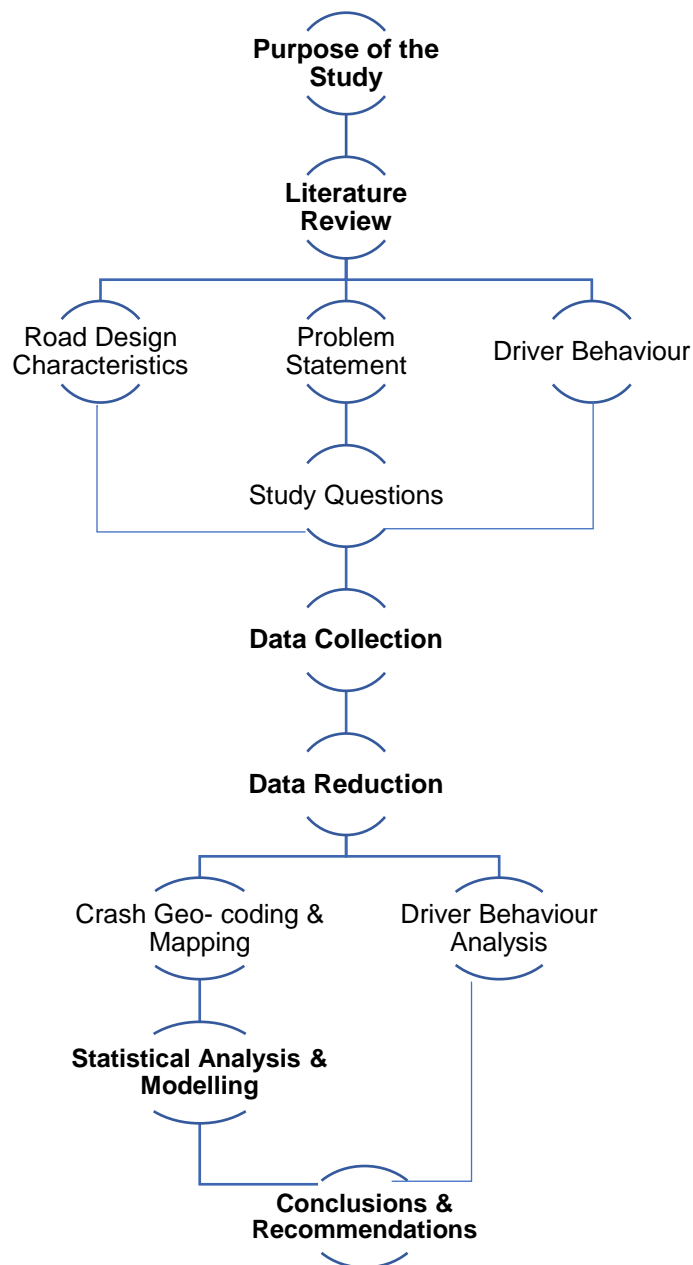 Purpose of the
Study
Literature
Review
Road Design
Characteristics
Problem
Statement
Driver Behaviour
Study Questions
Data Collection
Data Reduction
Crash Geo- coding &
Mapping
Driver Behaviour
Analysis
Statistical Analysis &
Modelling
Conclusions &
Recommendations